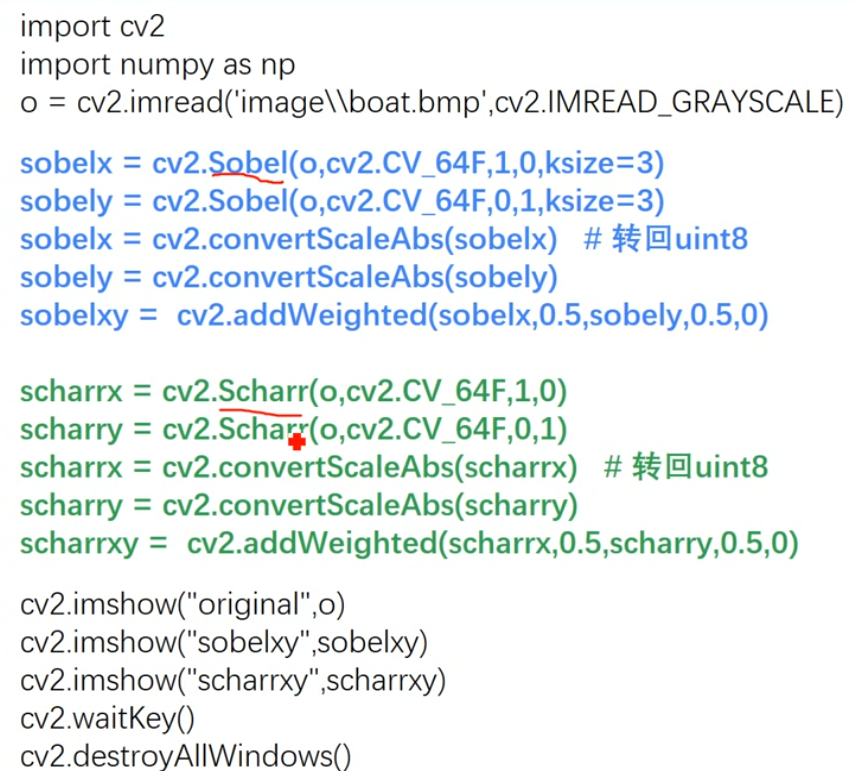 import cv2
import numpy as np
o = cv2.imread('image\\boat.bmp',cv2.IMREAD_GRAYSCALE)
sobelx = cv2.Sobel(o,cv2.CV_64F,1,0,ksize=3)
sobely = cv2.Sobel(o,cv2.CV_64F,0,1,ksize=3)
sobelx = cv2.convertScaleAbs(sobelx)   # 转回uint8
sobely = cv2.convertScaleAbs(sobely)
sobelxy =  cv2.addWeighted(sobelx,0.5,sobely,0.5,0)
scharrx = cv2.Scharr(o,cv2.CV_64F,1,0)
scharry = cv2.Scharr(o,cv2.CV_64F,0,1)
scharrx = cv2.convertScaleAbs(scharrx)   # 转回uint8
scharry = cv2.convertScaleAbs(scharry)
scharrxy =  cv2.addWeighted(scharrx,0.5,scharry,0.5,0)
cv2.imshow("original",o)
cv2.imshow("sobelxy",sobelxy)
cv2.imshow("scharrxy",scharrxy)
cv2.waitKey()
cv2.destroyAllWindows()